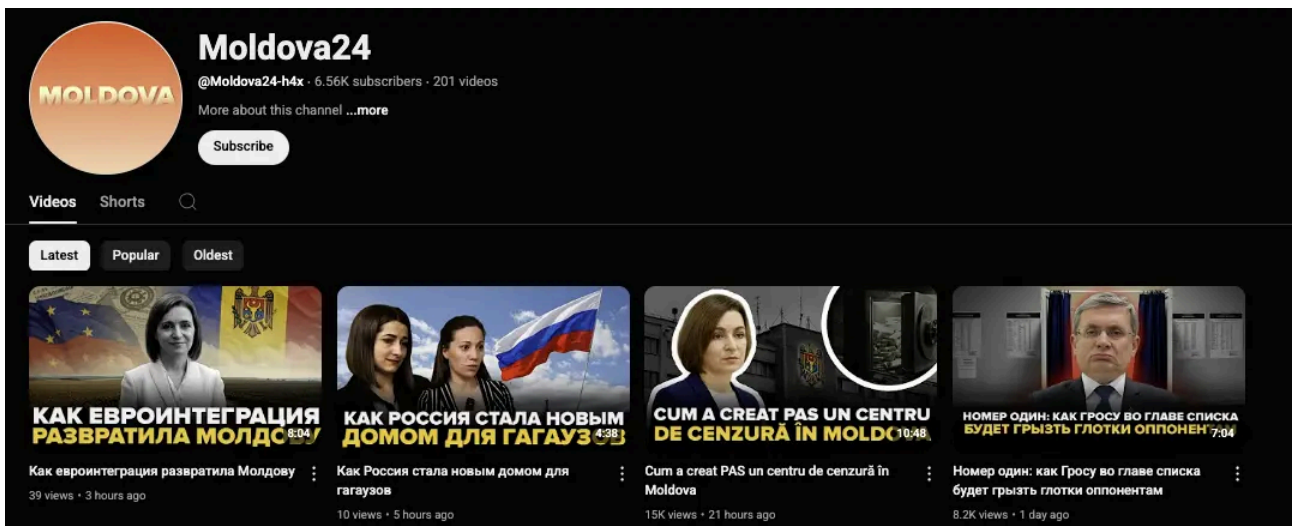 MOLDOVA
Moldova24
@Moldova24-h4x · 6.56K subscribers · 201 videos
More about this channel ...more
Subscribe
Videos Shorts
Latest Popular Oldest
КАК ЕВРОИНТЕГРАЦИЯ
РАЗВРАТИЛА
8:04
Как евроинтеграция развратила Молдову
39 views • 3 hours ago
КАК РОССИЯ СТАЛА НОВЫМ
ДОМОМ ДЛЯ
4:38
Как Россия стала новым домом для
гагаузов
10 views • 5 hours ago
CUM A CREAT PAS UN CENTRU
DE CENZURĂ ÎN
10:48
Cum a creat PAS un centru de cenzură în
Moldova
15K views • 21 hours ago
НОМЕР ОДИН: КАК ГРОСУ ВО ГЛАВЕ СПИСКА
БУДЕТ ГРЫЗТЬ ГЛОТКИ
7:04
Номер один: как Гросу во главе списка
будет грызть глотки оппонентам
8.2K views • 1 day ago